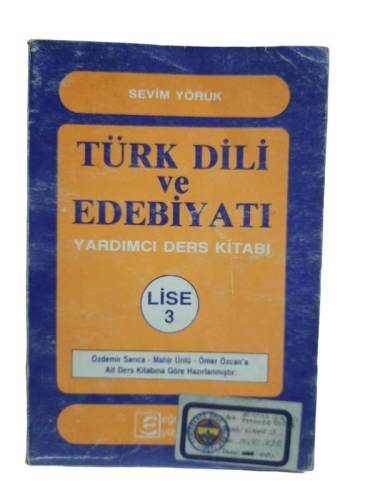 SEVİM YÖRÜK
TÜRK DİLİ
ve
EDEBİYATI
YARDIMCI DERS KİTABI
LİSE
3
Özdemir Sarıca - Mahir Ünlü - Ömer Özcan'a
Ait Ders Kitabına Göre Hazırlanmıştır.